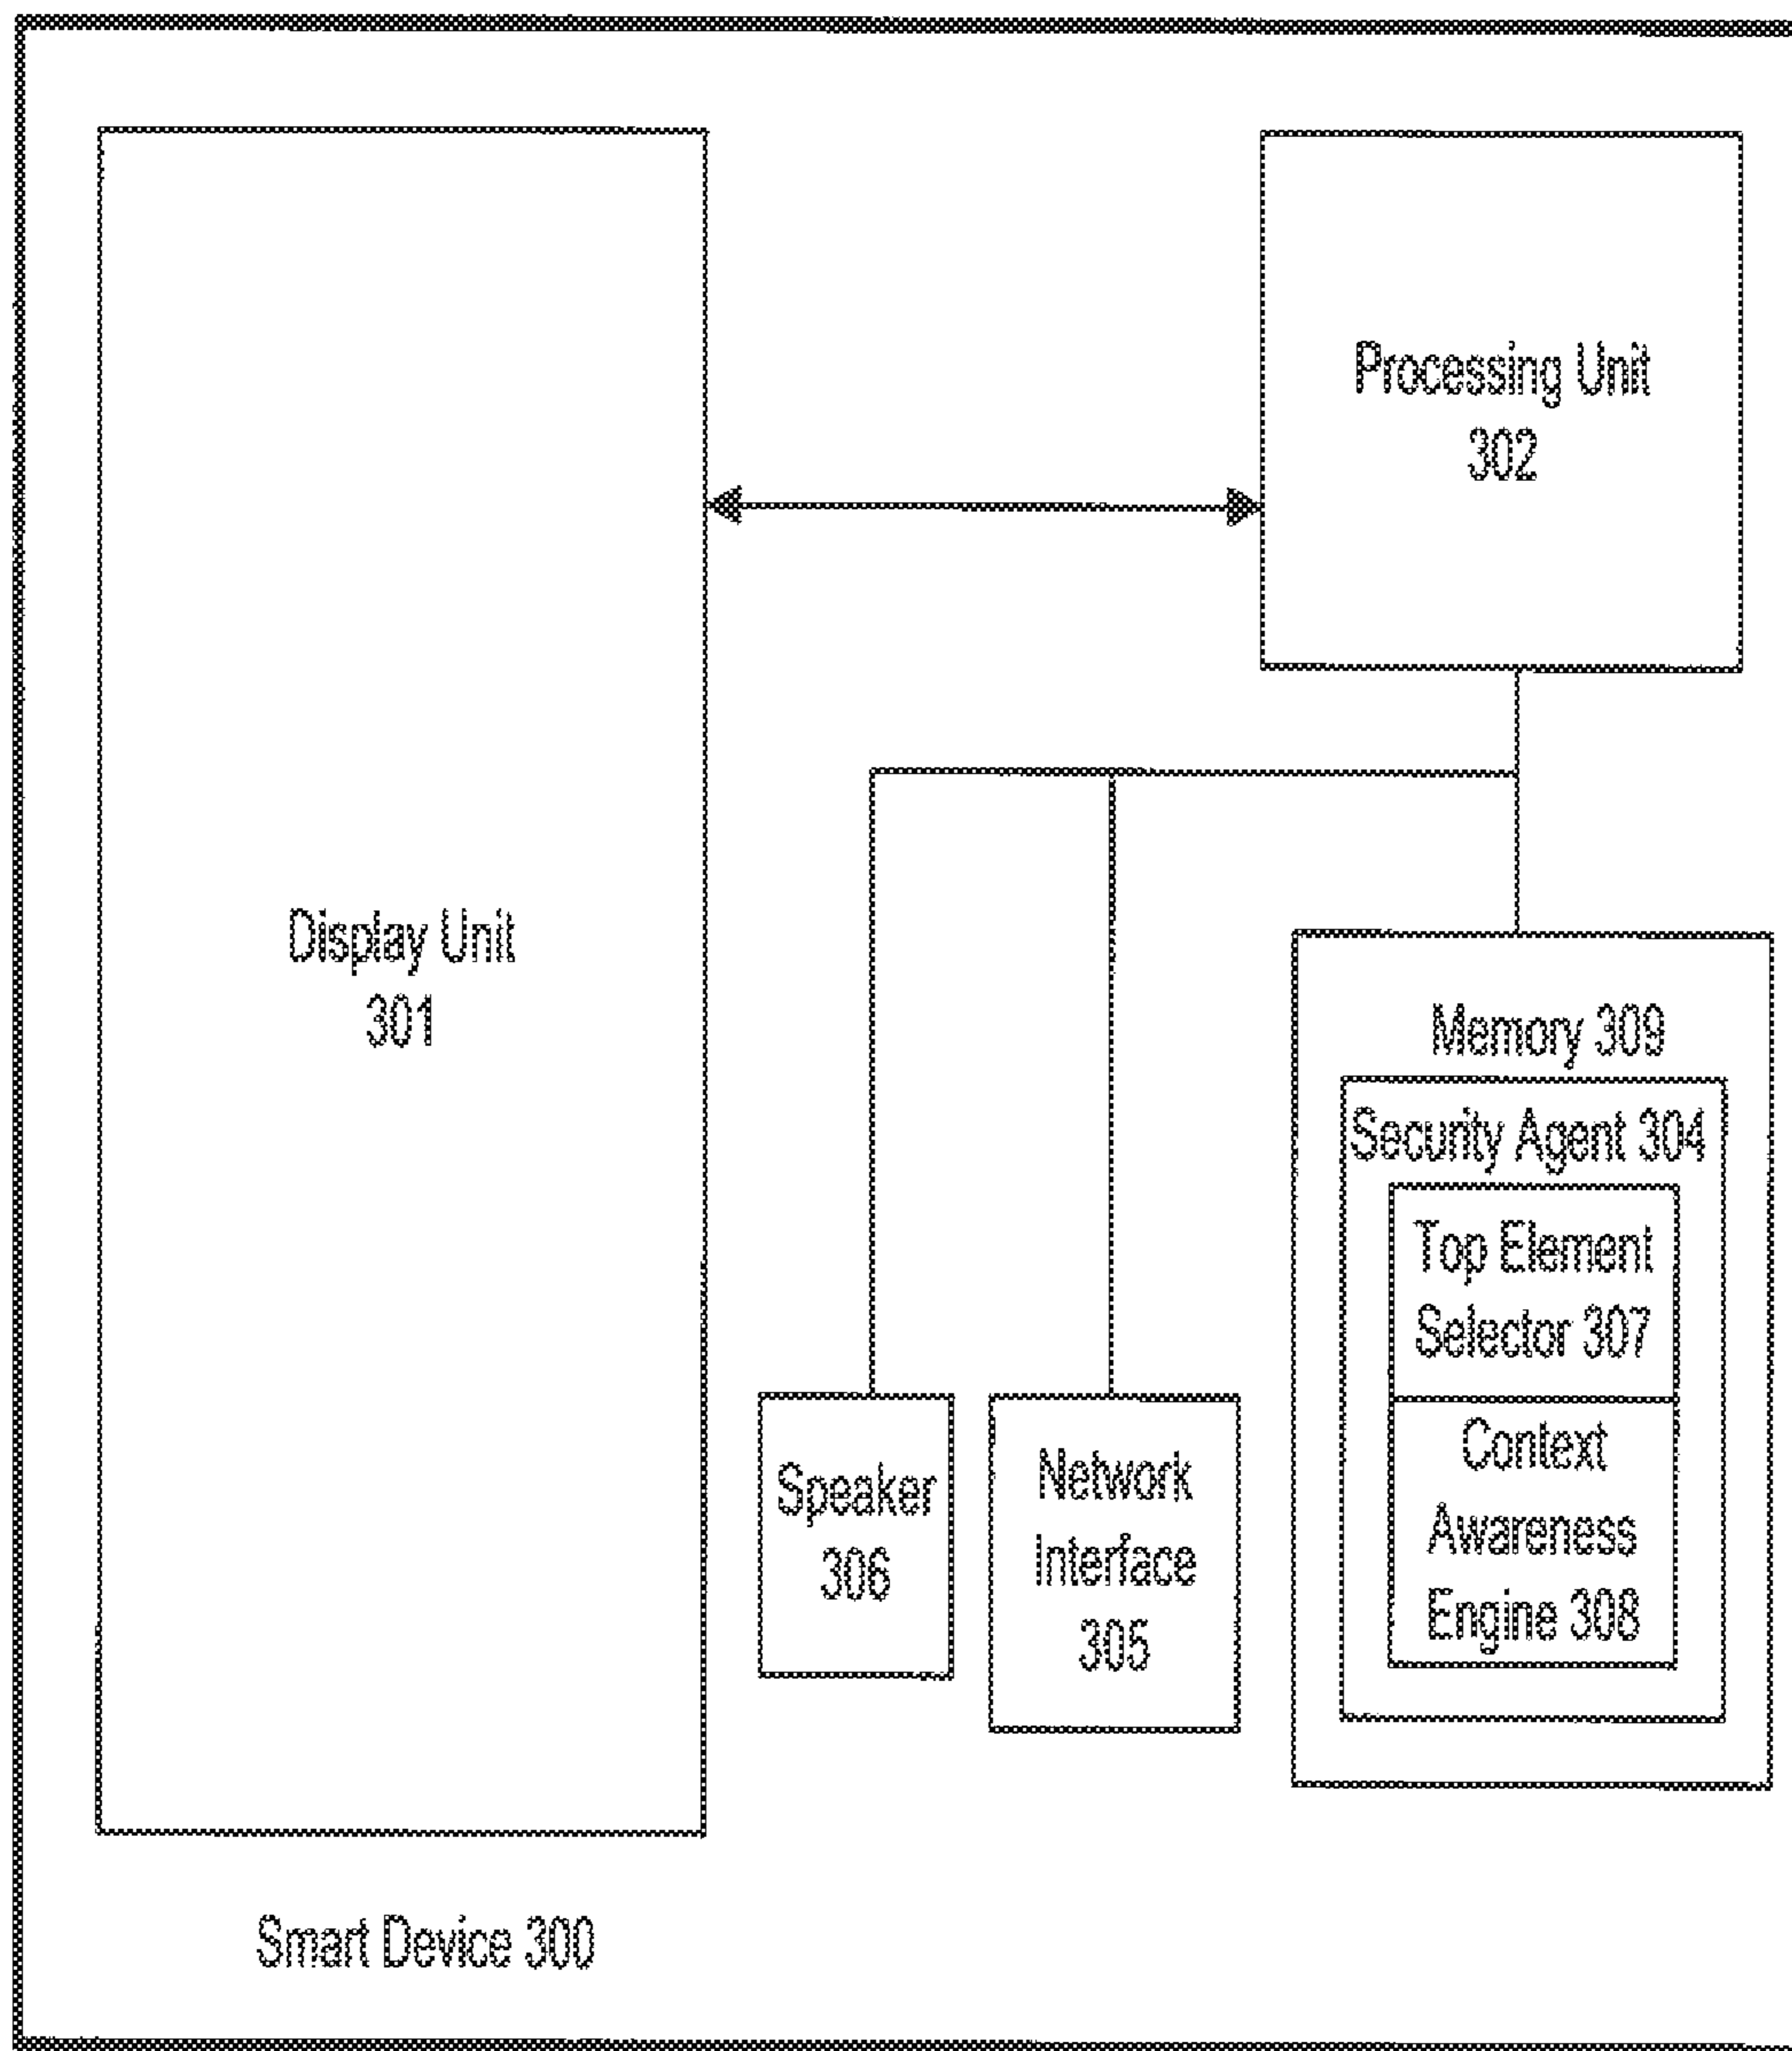 Processing Unit
302
Display Unit
301
Memory 309
Security Agent 304
Top Element
Selector 307
Context
Awareness
Engine 308
Speaker
306
Network
Interface
305
Smart Device 300